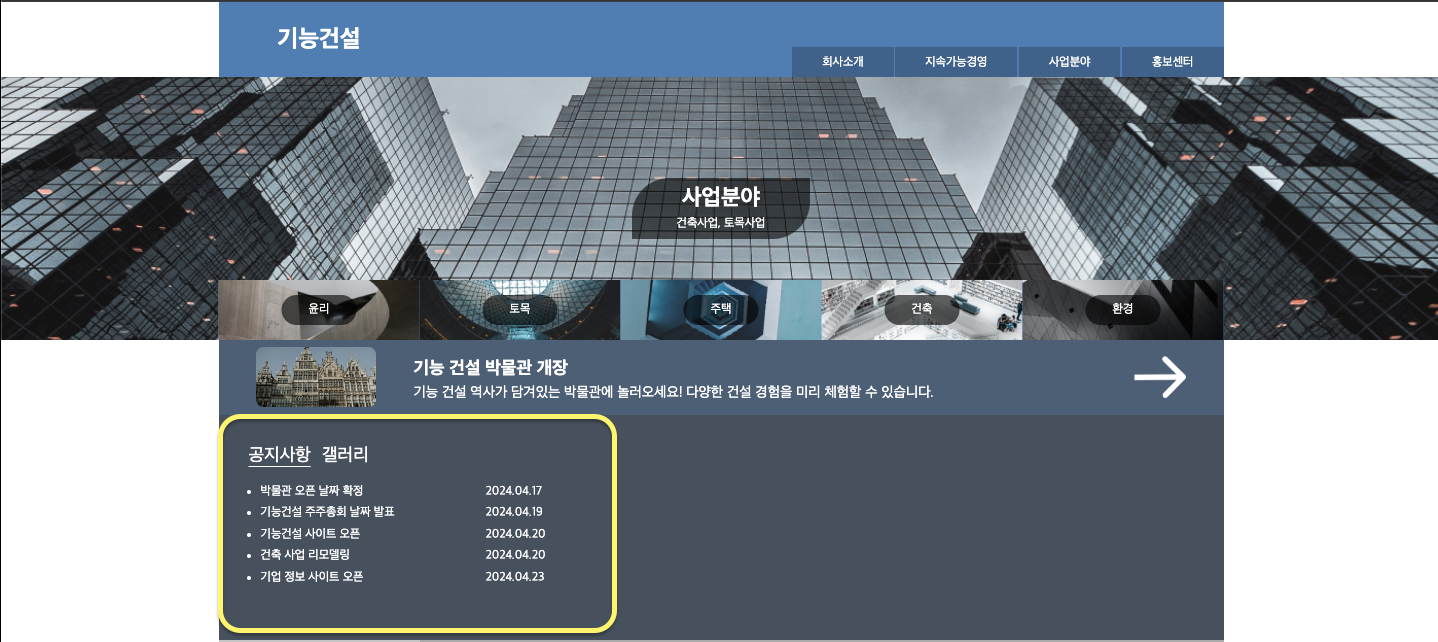 기능건설
회사소개 지속가능경영 사업분야 홍보센터
사업분야
건축사업, 토목사업
윤리 토목 주택 건축 환경
기능 건설 박물관 개장
기능 건설 역사가 담겨있는 박물관에 놀러오세요! 다양한 건설 경험을 미리 체험할 수 있습니다.
공지사항 갤러리
박물관 오픈 날짜 확정 2024.04.17
기능건설 주주총회 날짜 발표 2024.04.19
기능건설 사이트 오픈 2024.04.20
건축 사업 리모델링 2024.04.20
기업 정보 사이트 오픈 2024.04.23